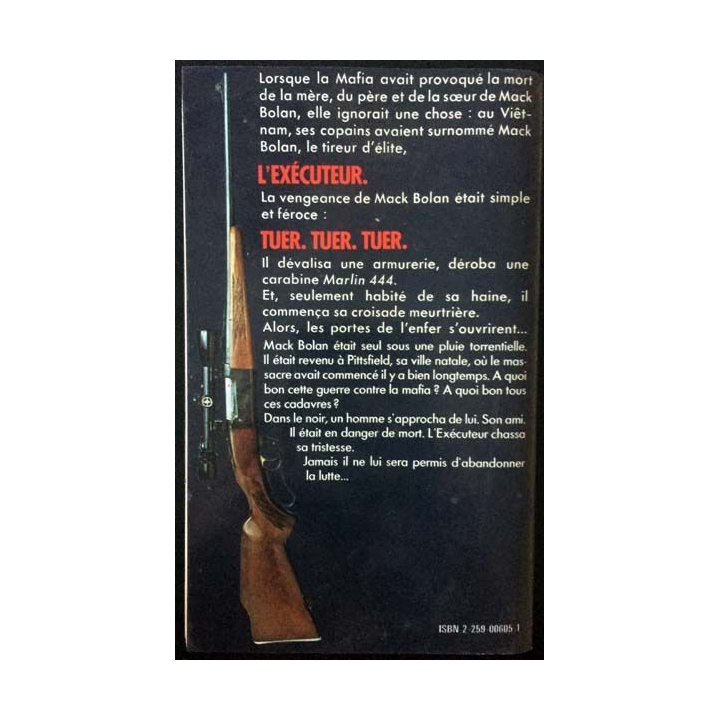 Lorsque la Mafia avait provoqué la mort
de la mère, du père et de la sœur de Mack
Bolan, elle ignorait une chose : au Viêt-
nam, ses copains avaient surnommé Mack
Bolan, le tireur d'élite,
L'EXÉCUTEUR.
La vengeance de Mack Bolan était simple
et féroce :
TUER. TUER. TUER.
Il dévalisa une armurerie, déroba une
carabine Marlin 444.
Et, seulement habité de sa haine, il
commença sa croisade meurtrière.
Alors, les portes de l'enfer s'ouvrirent...
Mack Bolan était seul sous une pluie torrentielle.
Il était revenu à Pittsfield, sa ville natale, où le mas-
sacre avait commencé il y a bien longtemps. A quoi
bon cette guerre contre la mafia ? A quoi bon tous
ces cadavres ?
Dans le noir, un homme s'approcha de lui. Son ami.
Il était en danger de mort. L'Exécuteur chassa
sa tristesse.
Jamais il ne lui sera permis d'abandonner
la lutte...
ISBN 2 259 00605 1